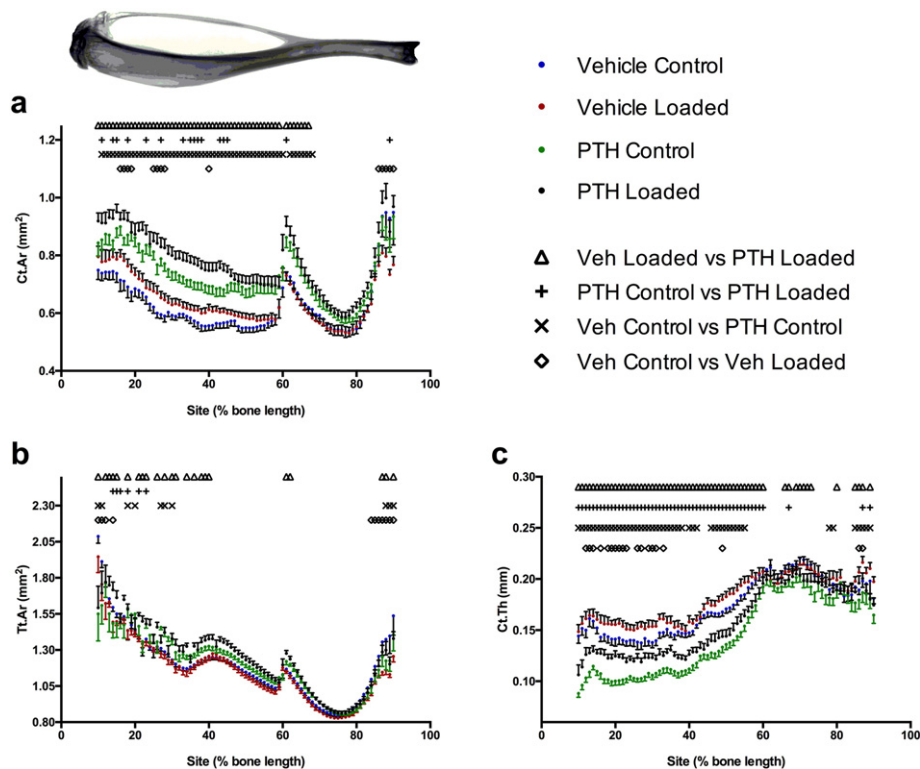 a
1.2
1.0
0.8
0.6
0.4
Ct.Ar (mm²)
0
20
40
60
80
100
Site (% bone length)
Vehicle Control
Vehicle Loaded
PTH Control
PTH Loaded
Veh Loaded vs PTH Loaded
PTH Control vs PTH Loaded
Veh Control vs PTH Control
Veh Control vs Veh Loaded
b
2.30
2.05
1.80
1.55
1.30
1.05
0.80
Tt.Ar (mm²)
0
20
40
60
80
100
Site (% bone length)
c
0.30
0.25
0.20
0.15
0.10
Ct.Th (mm)
0
20
40
60
80
100
Site (% bone length)